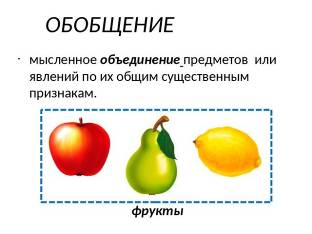 ОБОБЩЕНИЕ
• мысленное объединение предметов или
явлений по их общим существенным
признакам.
фрукты